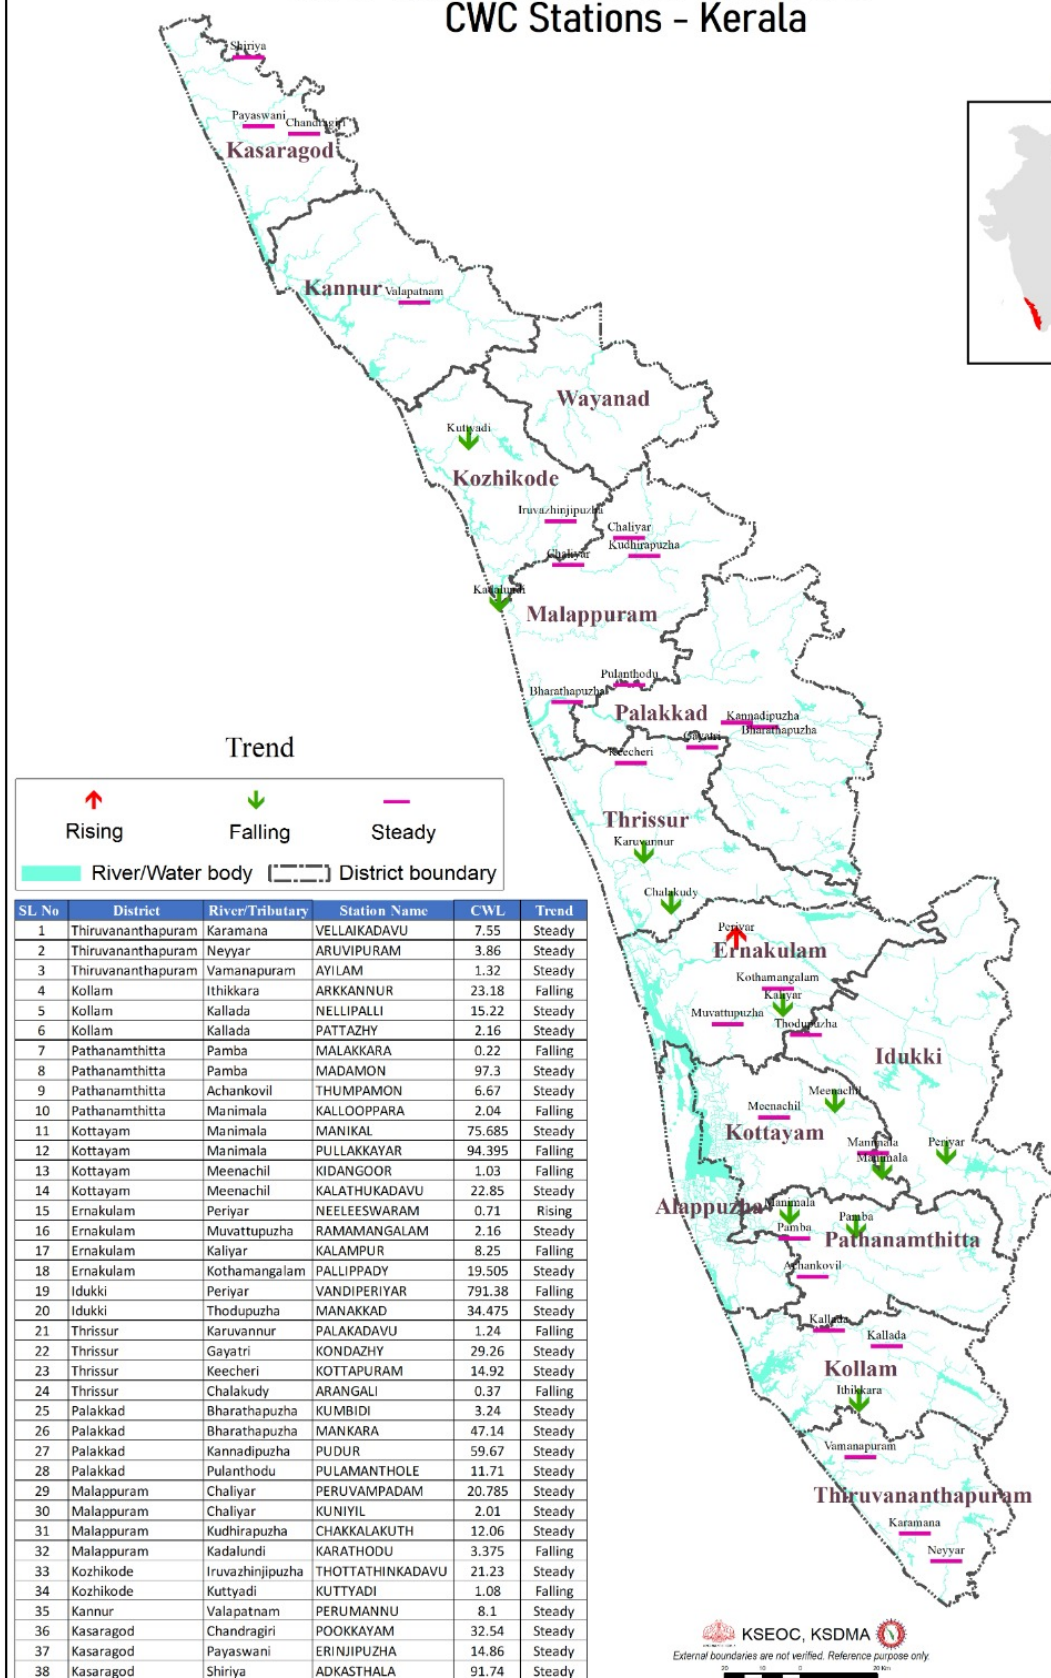 CWC Stations - Kerala
Shiriya
Payaswani
Chandragiri
Kasaragod
Kannur
Valapatnam
Wayanad
Kuttyadi
Kozhikode
Iruvazhinjipuzha
Chaliyar
Kudhirapuzha
Chaliyar
Kadalundi
Malappuram
Pulanthodu
Bharathapuzha
Palakkad
Kannadipuzha
Bharathapuzha
Gayatri
Keecheri
Thrissur
Karuvannur
Chalakudy
Periyar
Ernakulam
Kothamangalam
Kaliyar
Muvattupuzha
Thodupuzha
Idukki
Meenachil
Meenachil
Kottayam
Manimala
Manimala
Periyar
Alappuzha
Manimala
Pamba
Pamba
Pathanamthitta
Achankovil
Kallada
Kallada
Kollam
Ithikkara
Vamanapuram
Thiruvananthapuram
Karamana
Neyyar
Trend
Rising Falling Steady
River/Water body District boundary
SL No District River/Tributary Station Name CWL Trend
1 Thiruvananthapuram Karamana VELLAIKADAVU 7.55 Steady
2 Thiruvananthapuram Neyyar ARUVIPURAM 3.86 Steady
3 Thiruvananthapuram Vamanapuram AYILAM 1.32 Steady
4 Kollam Ithikkara ARKKANNUR 23.18 Falling
5 Kollam Kallada NELLIPALLI 15.22 Steady
6 Kollam Kallada PATTAZHY 2.16 Steady
7 Pathanamthitta Pamba MALAKKARA 0.22 Falling
8 Pathanamthitta Pamba MADAMON 97.3 Steady
9 Pathanamthitta Achankovil THUMPAMON 6.67 Steady
10 Pathanamthitta Manimala KALLOOPPARA 2.04 Falling
11 Kottayam Manimala MANIKAL 75.685 Steady
12 Kottayam Manimala PULLAKKAYAR 94.395 Falling
13 Kottayam Meenachil KIDANGOOR 1.03 Falling
14 Kottayam Meenachil KALATHUKADAVU 22.85 Steady
15 Ernakulam Periyar NEELEESWARAM 0.71 Rising
16 Ernakulam Muvattupuzha RAMAMANGALAM 2.16 Steady
17 Ernakulam Kaliyar KALAMPUR 8.25 Falling
18 Ernakulam Kothamangalam PALLIPPADY 19.505 Steady
19 Idukki Periyar VANDIPERIYAR 791.38 Falling
20 Idukki Thodupuzha MANAKKAD 34.475 Steady
21 Thrissur Karuvannur PALAKADAVU 1.24 Falling
22 Thrissur Gayatri KONDAZHY 29.26 Steady
23 Thrissur Keecheri KOTTAPURAM 14.92 Steady
24 Thrissur Chalakudy ARANGALI 0.37 Falling
25 Palakkad Bharathapuzha KUMBIDI 3.24 Steady
26 Palakkad Bharathapuzha MANKARA 47.14 Steady
27 Palakkad Kannadipuzha PUDUR 59.67 Steady
28 Palakkad Pulanthodu PULAMANTHOLE 11.71 Steady
29 Malappuram Chaliyar PERUVAMPADAM 20.785 Steady
30 Malappuram Chaliyar KUNIYIL 2.01 Steady
31 Malappuram Kudhirapuzha CHAKKALAKUTH 12.06 Steady
32 Malappuram Kadalundi KARATHODU 3.375 Falling
33 Kozhikode Iruvazhinjipuzha THOTTATHINKADAVU 21.23 Steady
34 Kozhikode Kuttyadi KUTTYADI 1.08 Falling
35 Kannur Valapatnam PERUMANNU 8.1 Steady
36 Kasaragod Chandragiri POOKKAYAM 32.54 Steady
37 Kasaragod Payaswani ERINJIPUZHA 14.86 Steady
38 Kasaragod Shiriya ADKASTHALA 91.74 Steady
KSEOC, KSDMA
External boundaries are not verified. Reference purpose only.
20 10 0 20 Km